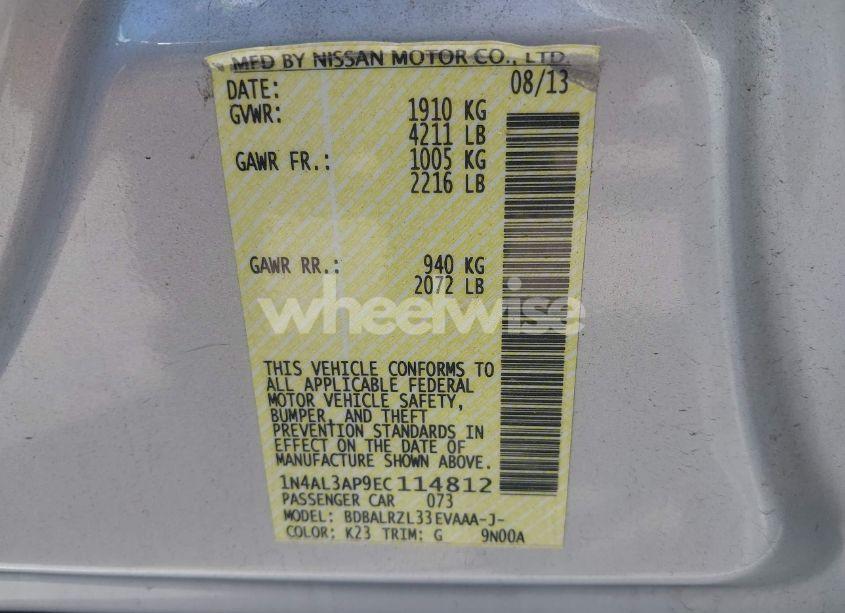 MFD BY NISSAN MOTOR CO., LTD.
DATE: 08/13
GVWR: 1910 KG
4211 LB
GAWR FR.: 1005 KG
2216 LB
GAWR RR.: 940 KG
2072 LB
wheelwise
THIS VEHICLE CONFORMS TO
ALL APPLICABLE FEDERAL
MOTOR VEHICLE SAFETY,
BUMPER, AND THEFT
PREVENTION STANDARDS IN
EFFECT ON THE DATE OF
MANUFACTURE SHOWN ABOVE.
1N4AL3AP9EC114812
PASSENGER CAR 073
MODEL: BDBALRZL33EVAAA-J-
COLOR: K23 TRIM: G 9N00A